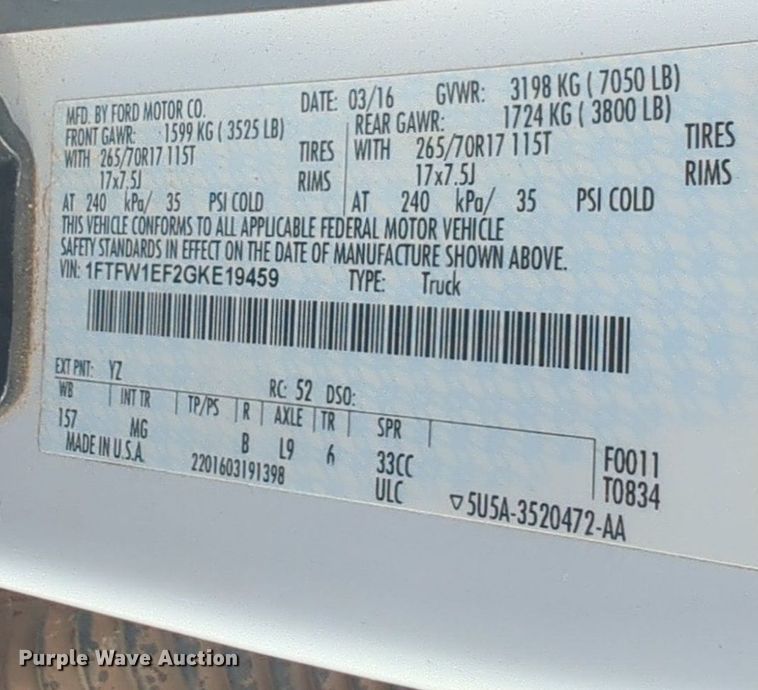 MFD. BY FORD MOTOR CO. DATE: 03/16 GVWR: 3198 KG ( 7050 LB)
FRONT GAWR: 1599 KG ( 3525 LB) REAR GAWR: 1724 KG ( 3800 LB)
WITH 265/70R17 115T TIRES WITH 265/70R17 115T TIRES
17x7.5J RIMS 17x7.5J RIMS
AT 240 kPa/ 35 PSI COLD AT 240 kPa/ 35 PSI COLD
THIS VEHICLE CONFORMS TO ALL APPLICABLE FEDERAL MOTOR VEHICLE
SAFETY STANDARDS IN EFFECT ON THE DATE OF MANUFACTURE SHOWN ABOVE.
VIN: 1FTFW1EF2GKE19459 TYPE: Truck
EXT PNT: YZ RC: 52 DSO:
WB INT TR TP/PS R AXLE TR SPR
157 MG B L9 6 33CC F0011
MADE IN U.S.A. 2201603191398 ULC T0834
▽5U5A-3520472-AA
Purple Wave Auction